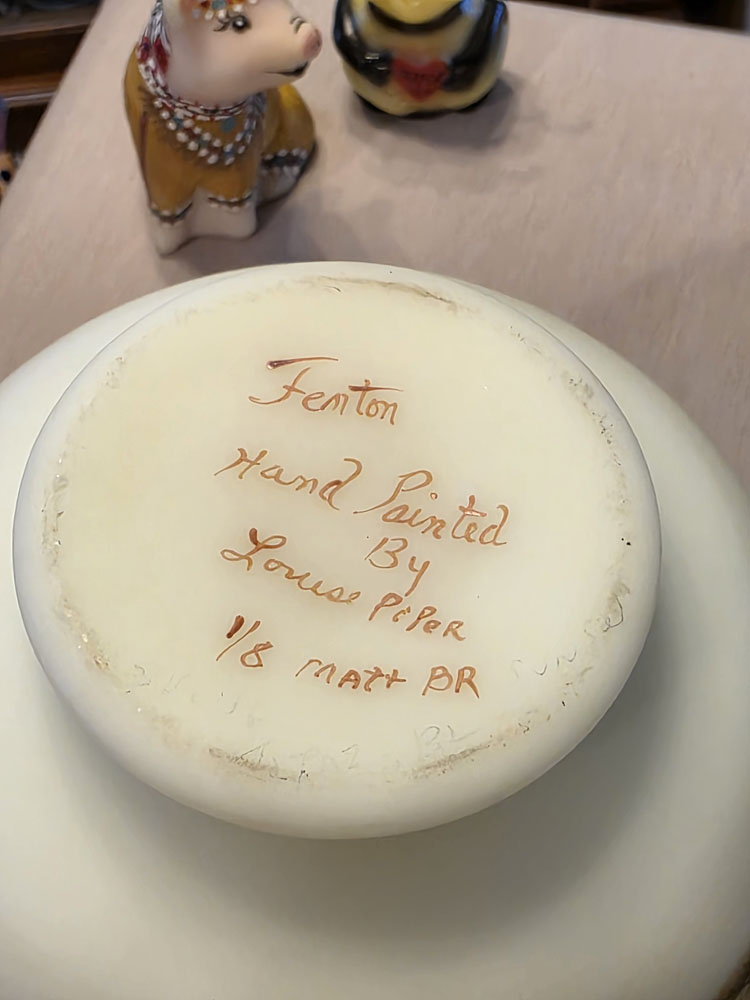 Fenton
Hand Painted
By
Louise PiPeR
1/8 MAtt BR